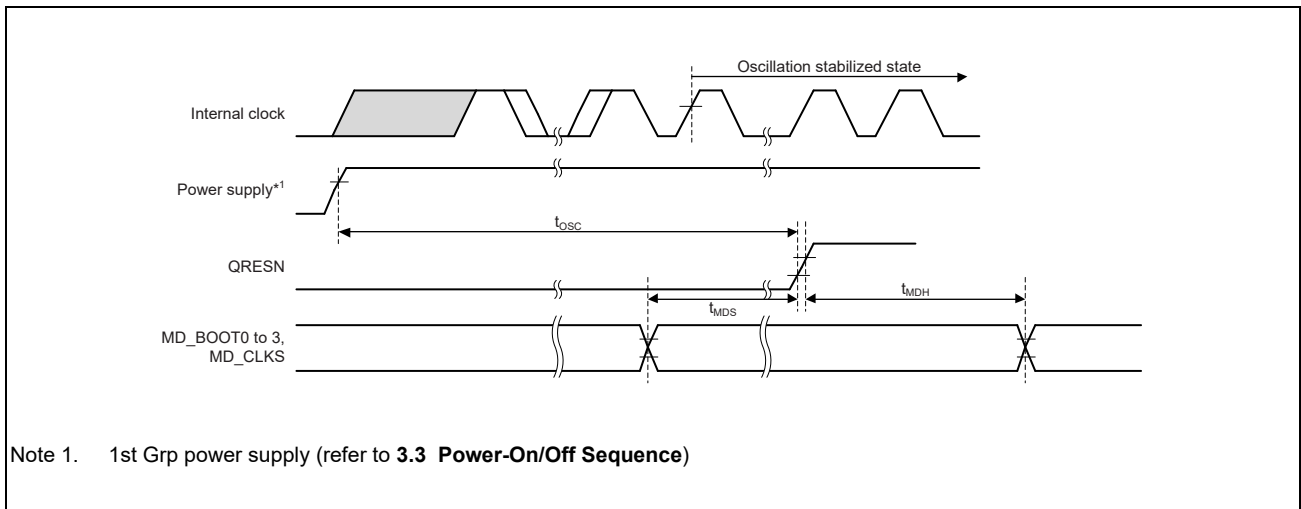 Oscillation stabilized state
Internal clock
Power supply*1
tOSC
QRESN
tMDS
tMDH
MD_BOOT0 to 3,
MD_CLKS
Note 1. 1st Grp power supply (refer to 3.3 Power-On/Off Sequence)